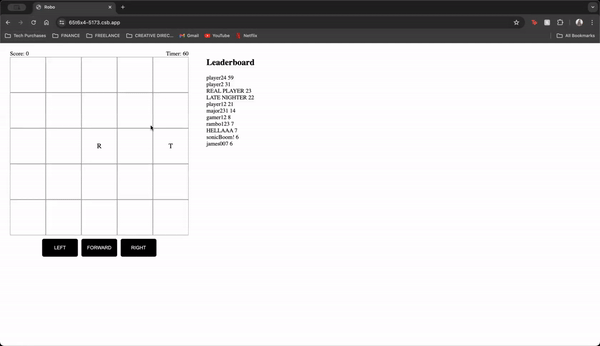 Robo
65t6x4-5173.csb.app
Tech Purchases FINANCE FREELANCE CREATIVE DIREC... Gmail YouTube Netflix All Bookmarks
Score: 0 Timer: 60
R T
LEFT FORWARD RIGHT
Leaderboard
player24 59
player2 31
REAL PLAYER 23
LATE NIGHTER 22
player12 21
major231 14
gamer12 8
rambo123 7
HELLAAA 7
sonicBoom! 6
james007 6